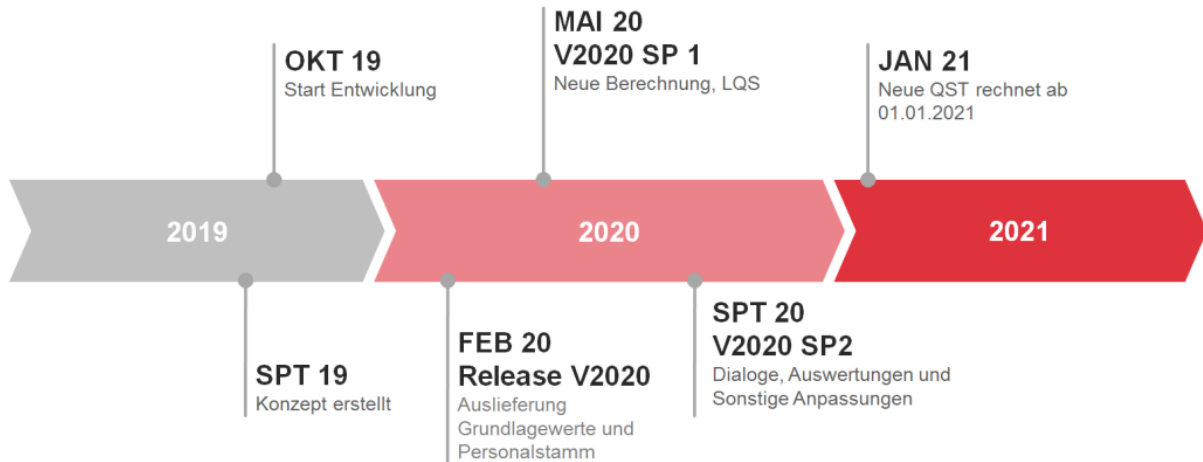 OKT 19
Start Entwicklung
MAI 20
V2020 SP 1
Neue Berechnung, LQS
JAN 21
Neue QST rechnet ab
01.01.2021
2019
2020
2021
SPT 19
Konzept erstellt
FEB 20
Release V2020
Auslieferung
Grundlagewerte und
Personalstamm
SPT 20
V2020 SP2
Dialoge, Auswertungen und
Sonstige Anpassungen